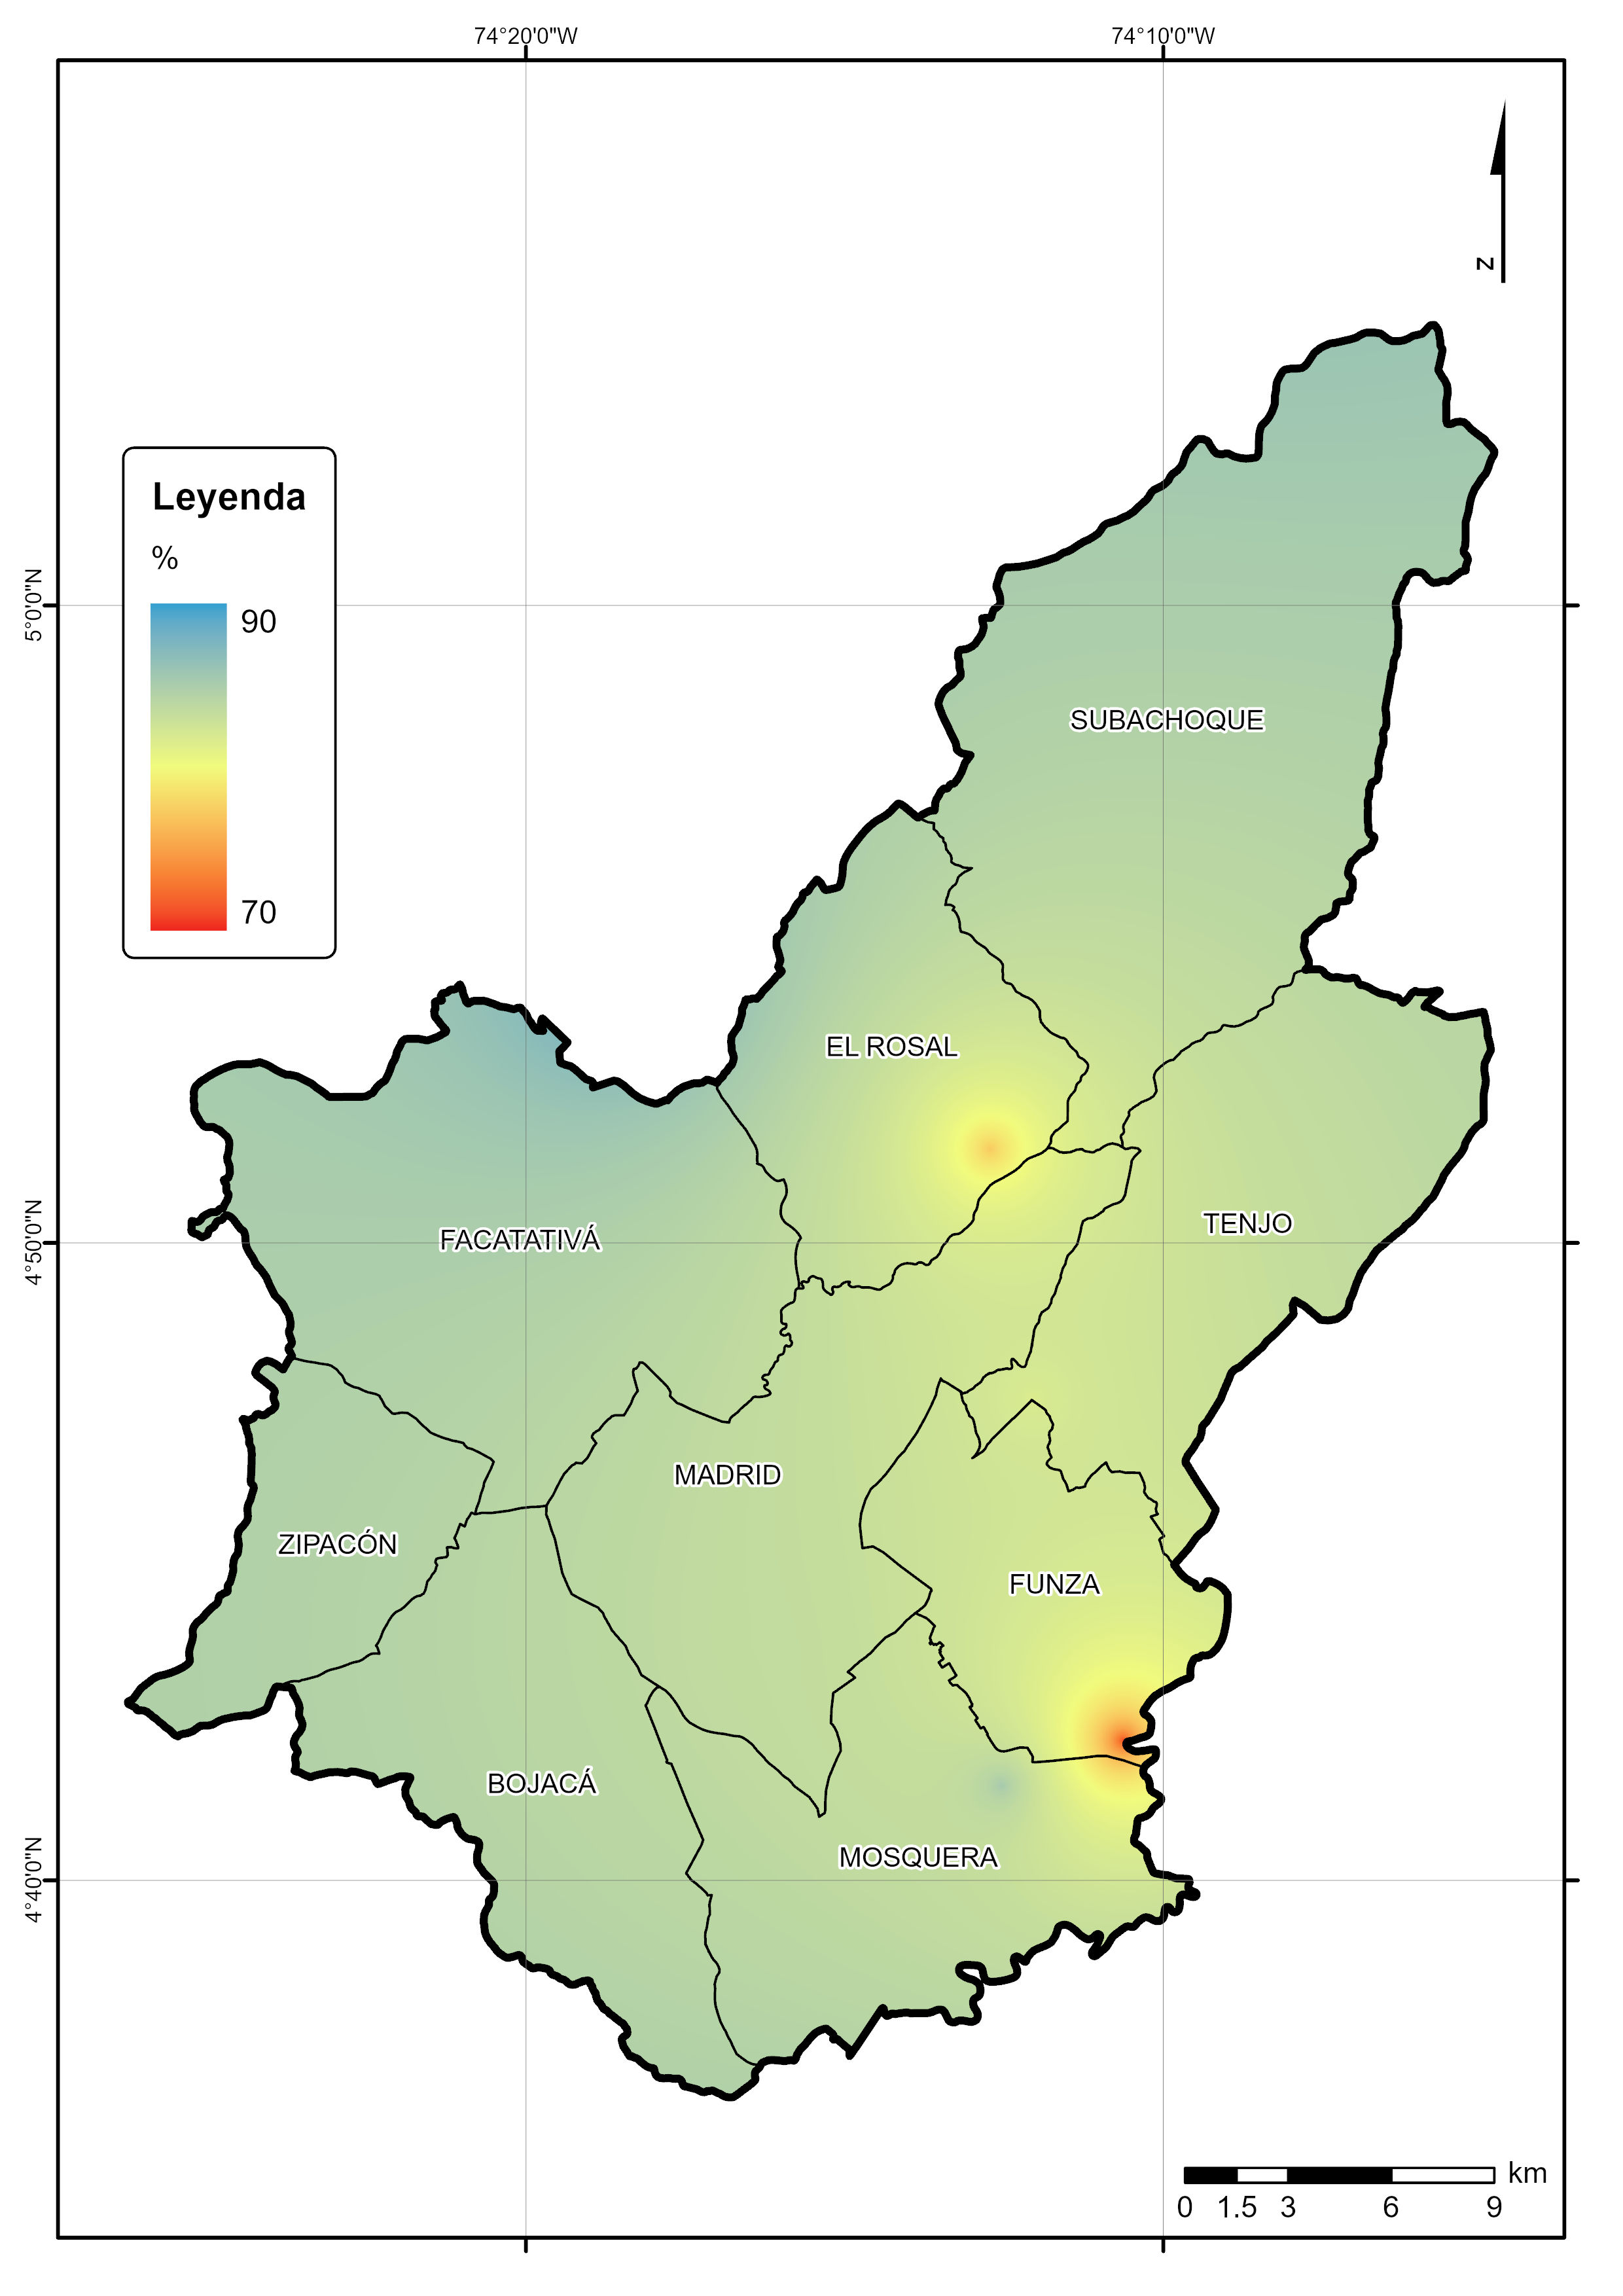 74°20'0"W
74°10'0"W
N
Leyenda
%
90
70
5°0'0"N
SUBACHOQUE
EL ROSAL
4°50'0"N
FACATATIVÁ
TENJO
MADRID
ZIPACÓN
FUNZA
BOJACÁ
MOSQUERA
4°40'0"N
km
0 1.5 3 6 9